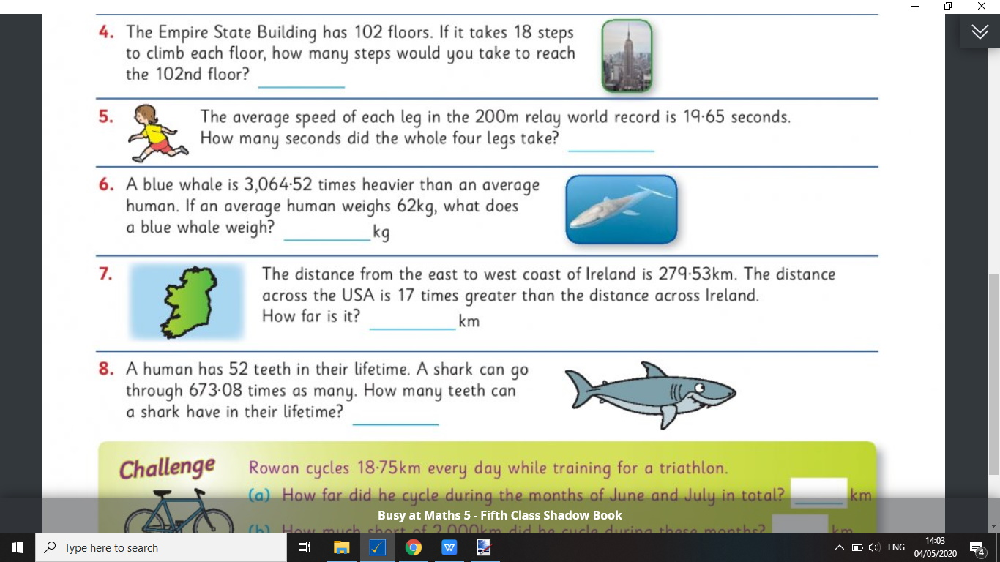 4. The Empire State Building has 102 floors. If it takes 18 steps
to climb each floor, how many steps would you take to reach
the 102nd floor?
5. The average speed of each leg in the 200m relay world record is 19·65 seconds.
How many seconds did the whole four legs take?
6. A blue whale is 3,064·52 times heavier than an average
human. If an average human weighs 62kg, what does
a blue whale weigh? kg
7. The distance from the east to west coast of Ireland is 279·53km. The distance
across the USA is 17 times greater than the distance across Ireland.
How far is it? km
8. A human has 52 teeth in their lifetime. A shark can go
through 673·08 times as many. How many teeth can
a shark have in their lifetime?
Challenge Rowan cycles 18·75km every day while training for a triathlon.
(a) How far did he cycle during the months of June and July in total? km
Busy at Maths 5 - Fifth Class Shadow Book
(b) How much short of 2,000km did he cycle during these months? km
Type here to search
ENG
14:03
04/05/2020
4